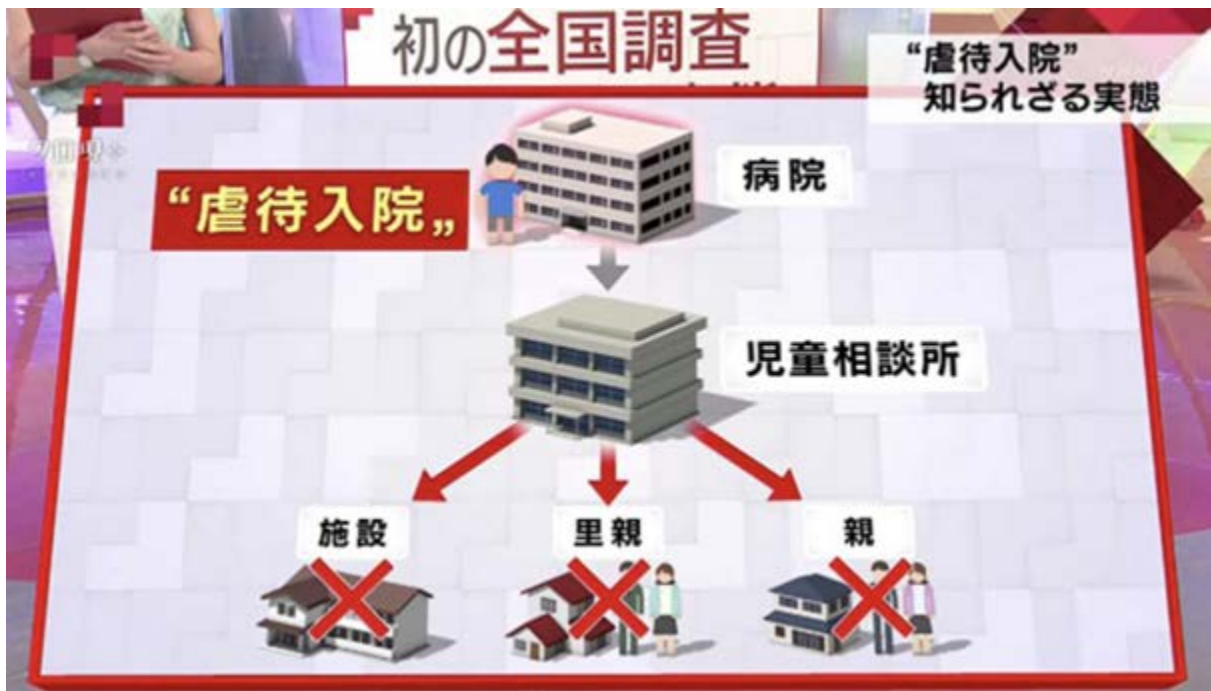 初の全国調査
“虐待入院”
知られざる実態
“虐待入院„
病院
児童相談所
施設
里親
親